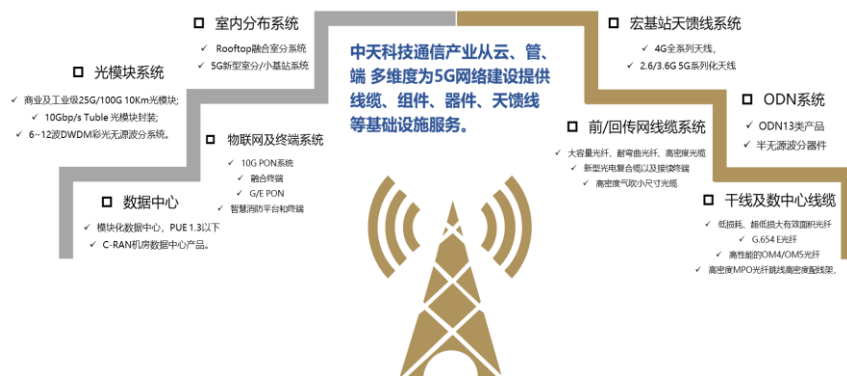 室内分布系统
Rooftop融合室分系统
5G新型室分/小基站系统
光模块系统
商业及工业级25G/100G 10Km光模块;
10Gbp/s Tuble 光模块封装;
6~12波DWDM彩光无源波分系统。
物联网及终端系统
10G PON系统
融合终端
G/E PON
智慧消防平台和终端
数据中心
模块化数据中心，PUE 1.3以下
C-RAN机房数据中心产品。
中天科技通信产业从云、管、
端 多维度为5G网络建设提供
线缆、组件、器件、天馈线
等基础设施服务。
宏基站天馈线系统
4G全系列天线，
2.6/3.6G 5G系列化天线
ODN系统
ODN13类产品
半无源波分器件
前/回传网线缆系统
大容量光纤、耐弯曲光纤、高密度光缆
新型光电复合缆以及接续终端
高密度气吹小尺寸光缆
干线及数中心线缆
低损耗、超低损大有效面积光纤
G.654 E光纤
高性能的OM4/OM5光纤
高密度MPO光纤跳线高密度配线架，